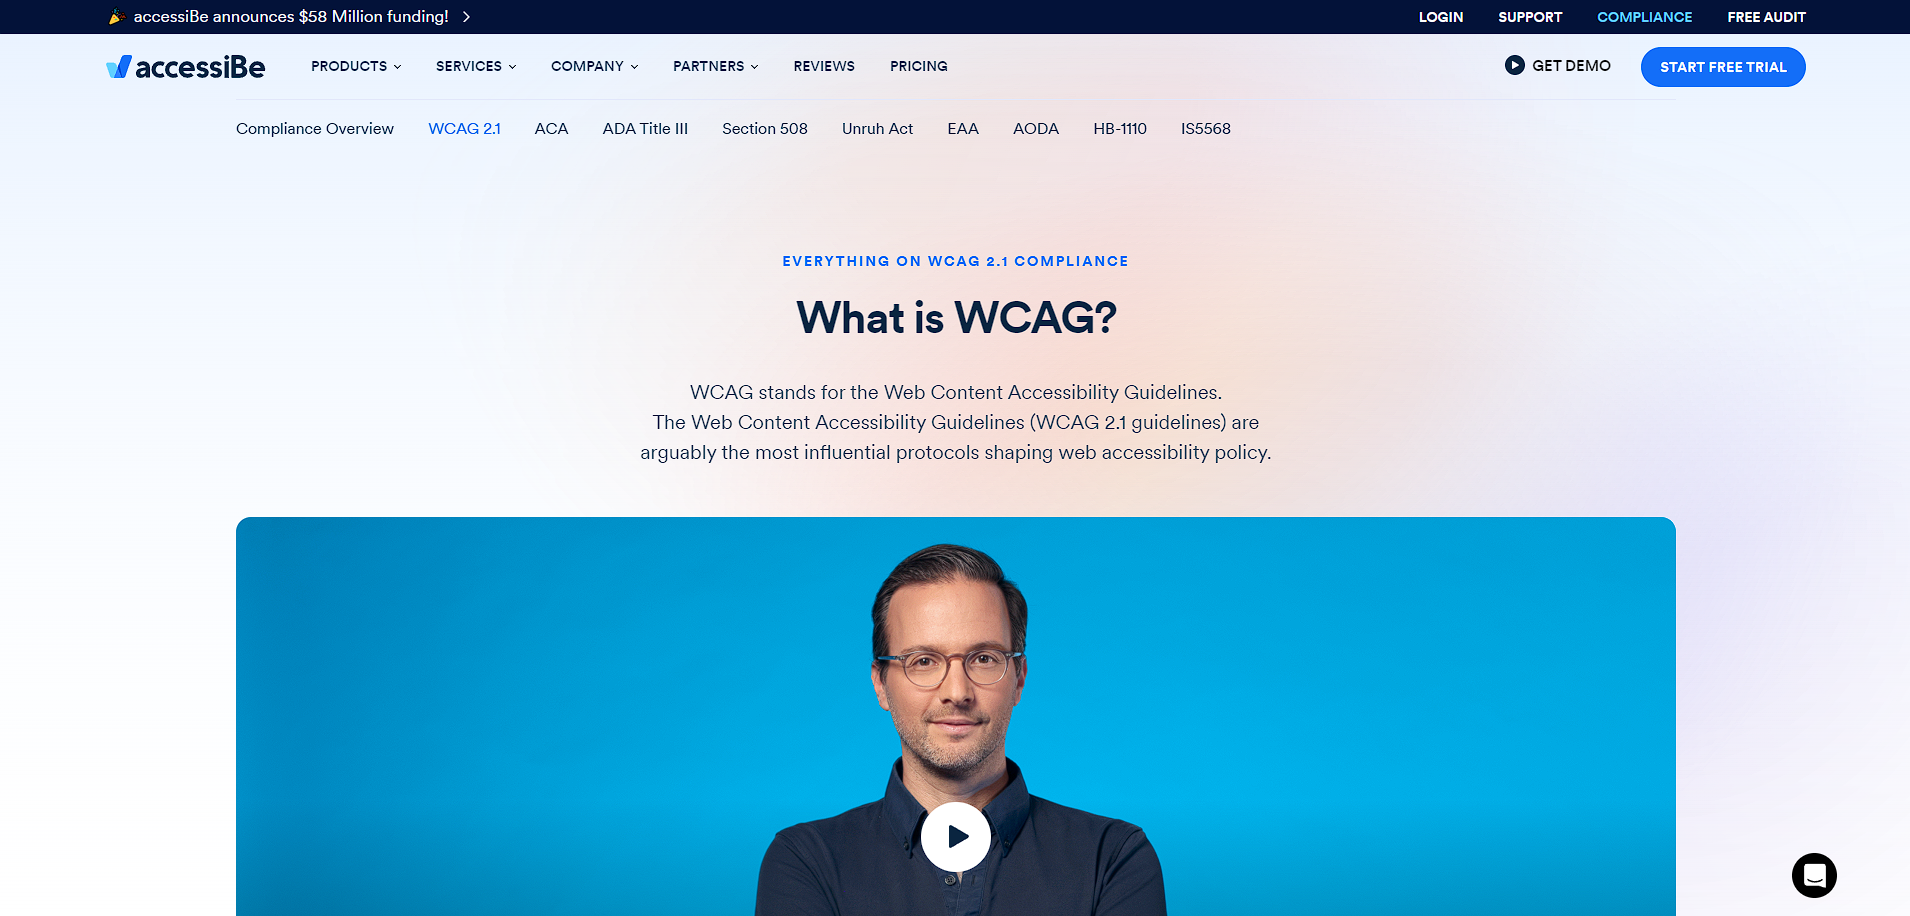 accessiBe announces $58 Million funding!
LOGIN SUPPORT COMPLIANCE FREE AUDIT
accessiBe PRODUCTS SERVICES COMPANY PARTNERS REVIEWS PRICING GET DEMO START FREE TRIAL
Compliance Overview WCAG 2.1 ACA ADA Title III Section 508 Unruh Act EAA AODA HB-1110 IS5568
EVERYTHING ON WCAG 2.1 COMPLIANCE
What is WCAG?
WCAG stands for the Web Content Accessibility Guidelines.
The Web Content Accessibility Guidelines (WCAG 2.1 guidelines) are
arguably the most influential protocols shaping web accessibility policy.